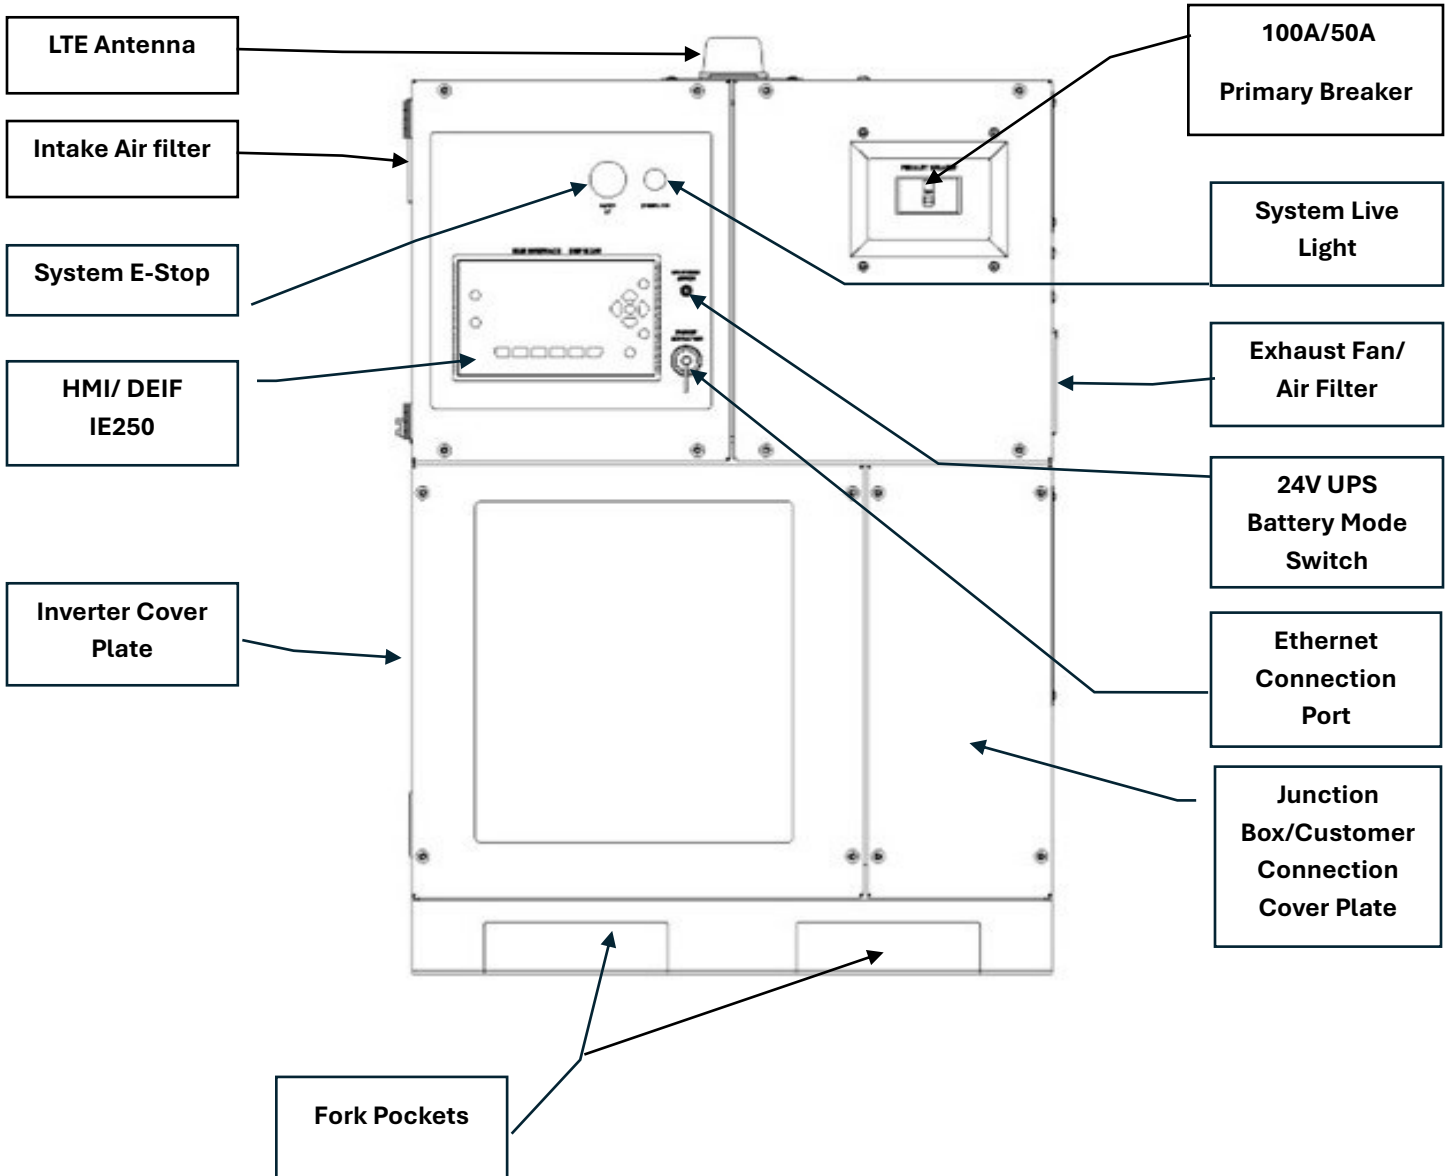 LTE Antenna
Intake Air filter
System E-Stop
HMI/ DEIF
IE250
Inverter Cover
Plate
100A/50A
Primary Breaker
System Live
Light
Exhaust Fan/
Air Filter
24V UPS
Battery Mode
Switch
Ethernet
Connection
Port
Junction
Box/Customer
Connection
Cover Plate
Fork Pockets